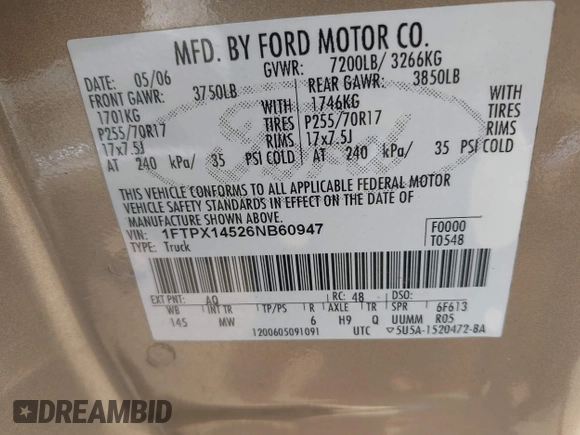 MFD. BY FORD MOTOR CO.
DATE: 05/06 GVWR: 7200LB/ 3266KG
FRONT GAWR: 3750LB REAR GAWR: 3850LB
1701KG WITH 1746KG WITH
P255/70R17 TIRES P255/70R17 TIRES
17x7.5J RIMS 17x7.5J RIMS
AT 240 kPa/ 35 PSI COLD AT 240 kPa/ 35 PSI COLD
Ford
THIS VEHICLE CONFORMS TO ALL APPLICABLE FEDERAL MOTOR
VEHICLE SAFETY STANDARDS IN EFFECT ON THE DATE OF
MANUFACTURE SHOWN ABOVE.
VIN: 1FTPX14526NB60947 F0000
TYPE: Truck T0548
EXT PNT: AQ RC: 48 DSO:
WB INT TR TP/PS R AXLE TR SPR 6F613
145 MW 6 H9 Q UUMM R05
1200605091091 UTC ▽5U5A-1520472-BA
DREAMBID